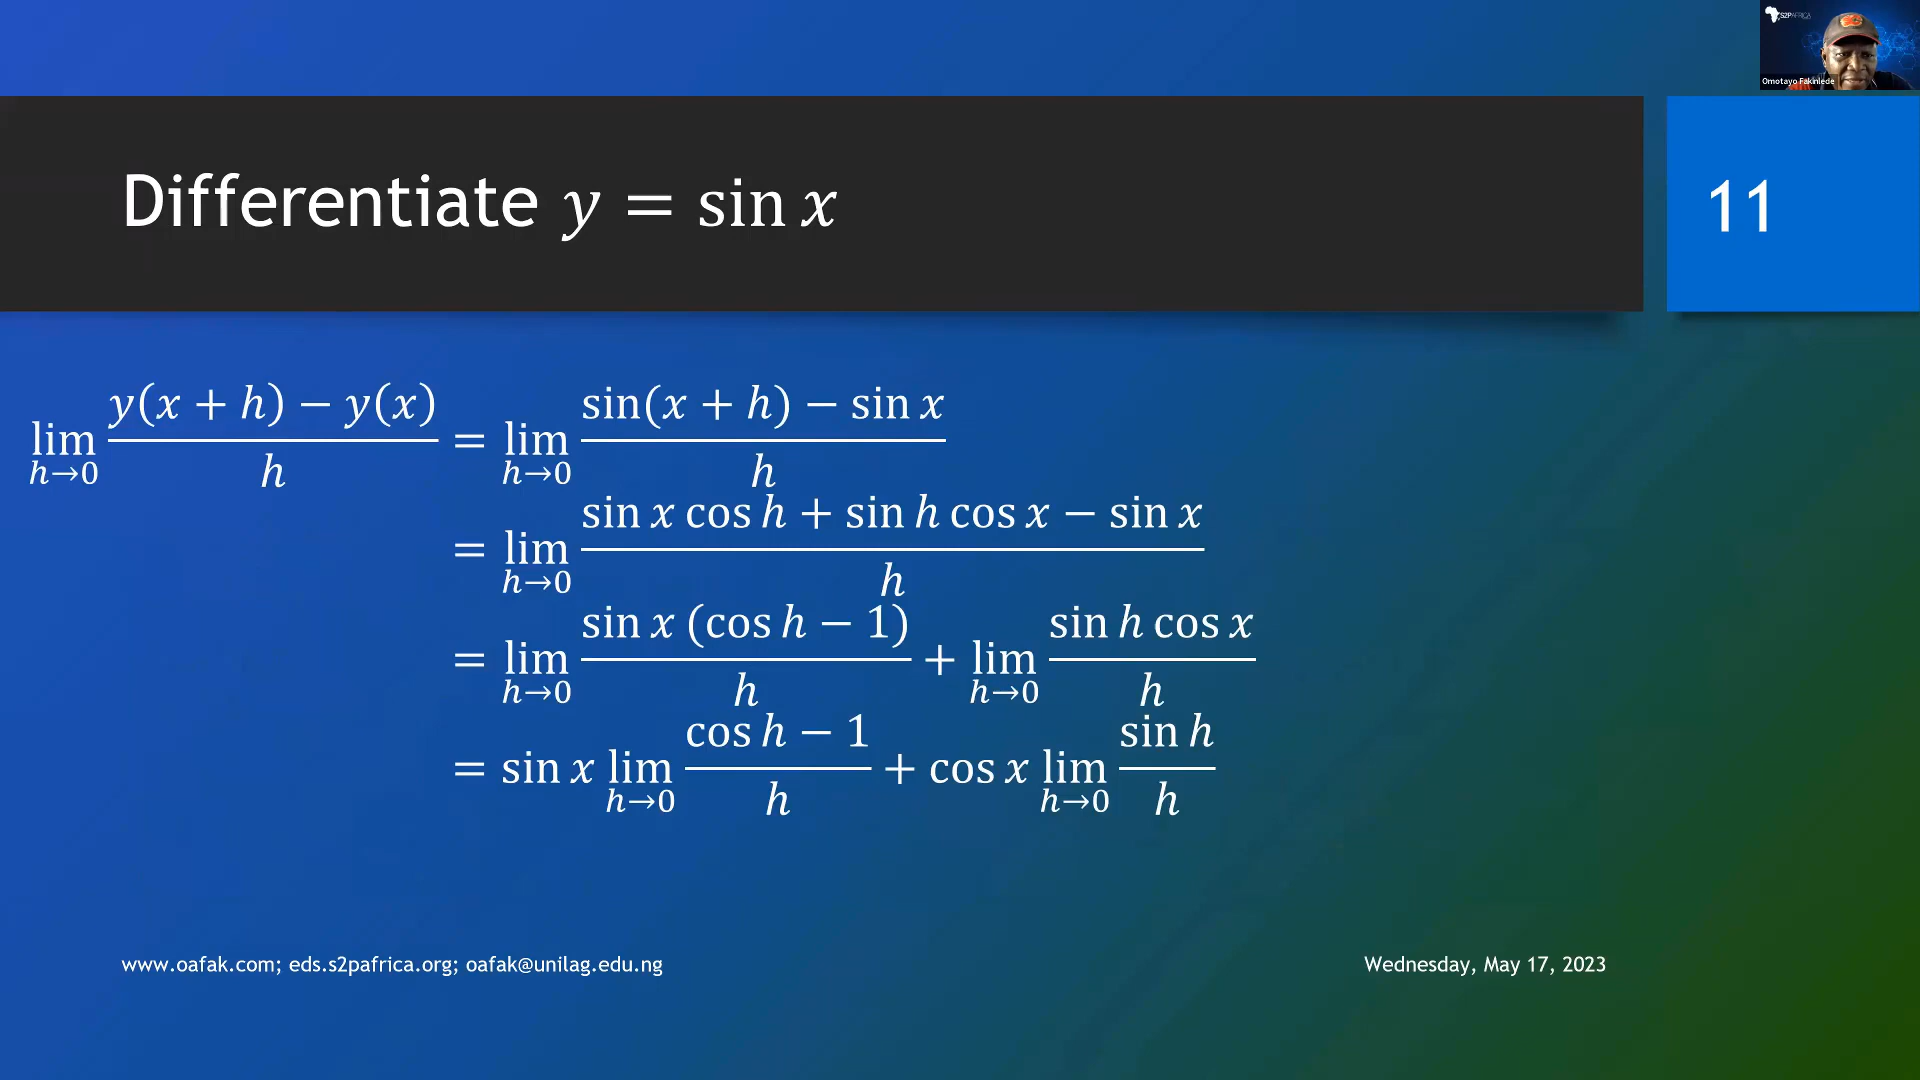 S2PAFRICA
Omotayo Fakinlede
Differentiate y = sin x
11
lim h→0 y(x + h) − y(x) / h = lim h→0 sin(x + h) − sin x / h
= lim h→0 sin x cos h + sin h cos x − sin x / h
= lim h→0 sin x (cos h − 1) / h + lim h→0 sin h cos x / h
= sin x lim h→0 cos h − 1 / h + cos x lim h→0 sin h / h
www.oafak.com; eds.s2pafrica.org; oafak@unilag.edu.ng
Wednesday, May 17, 2023